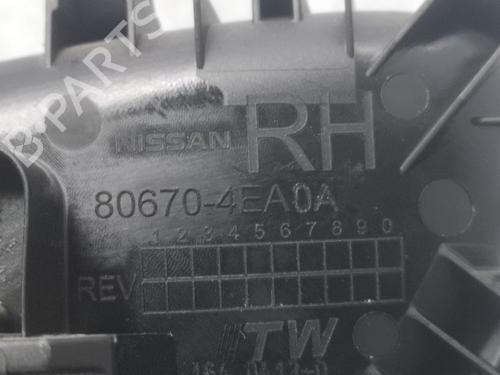 B-PARTS
NISSAN RH
80670-4EA0A
1 2 3 4 5 6 7 8 9 0
REV
TW